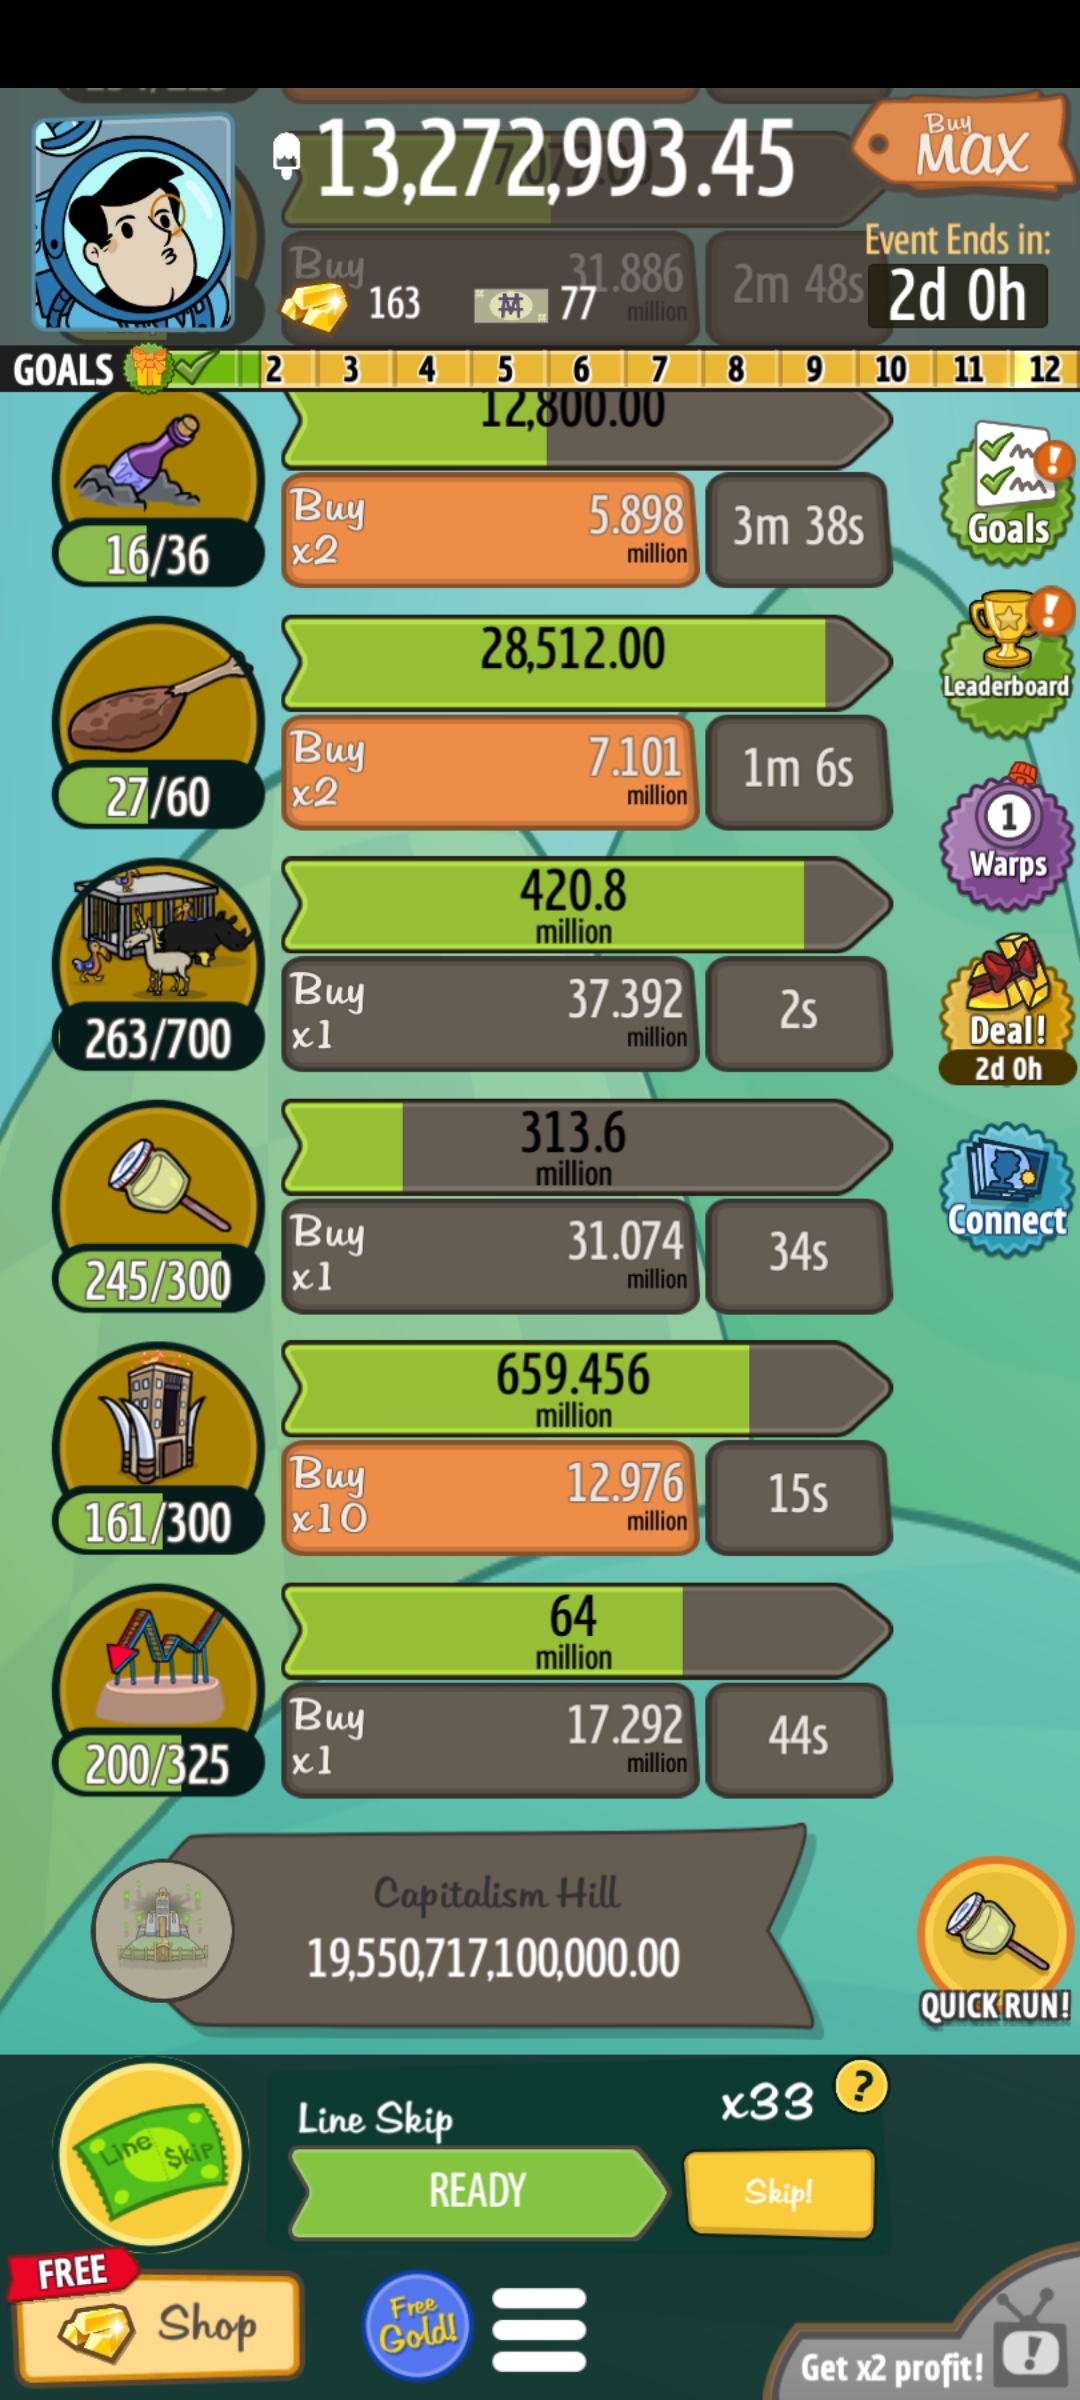 13,272,993.45
Buy
MAX
Event Ends in:
2d 0h
Buy
31.886
million
2m 48s
163
77
GOALS 2 3 4 5 6 7 8 9 10 11 12
12,800.00
Buy
x2
5.898
million
3m 38s
16/36
Goals
28,512.00
Leaderboard
Buy
x2
7.101
million
1m 6s
27/60
1
Warps
420.8
million
Buy
x1
37.392
million
2s
263/700
Deal!
2d 0h
313.6
million
Connect
Buy
x1
31.074
million
34s
245/300
659.456
million
Buy
x10
12.976
million
15s
161/300
64
million
Buy
x1
17.292
million
44s
200/325
Capitalism Hill
19,550,717,100,000.00
QUICK RUN!
Line Skip
x33
?
Line $kip
READY
Skip!
FREE
Shop
Free
Gold!
Get x2 profit!